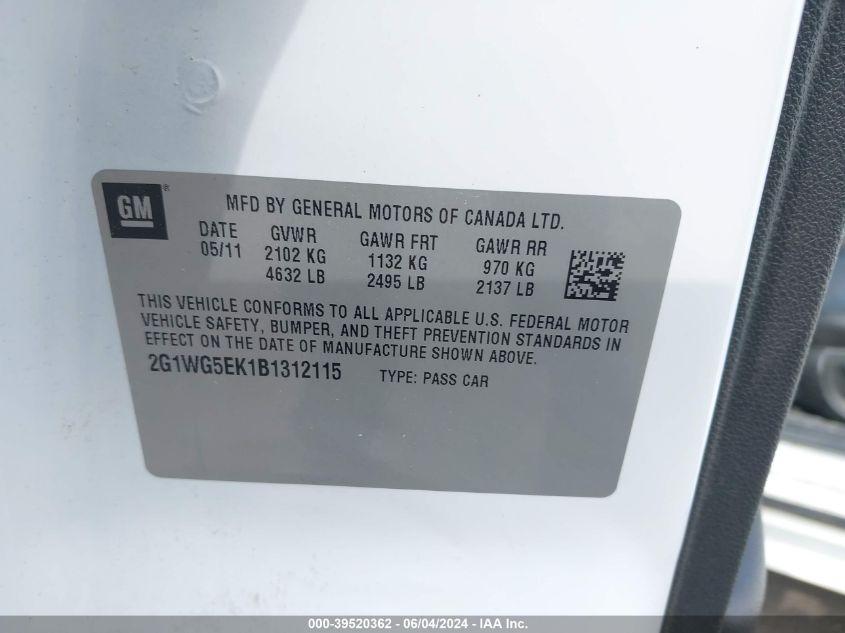 GM®
MFD BY GENERAL MOTORS OF CANADA LTD.
DATE GVWR GAWR FRT GAWR RR
05/11 2102 KG 1132 KG 970 KG
4632 LB 2495 LB 2137 LB
THIS VEHICLE CONFORMS TO ALL APPLICABLE U.S. FEDERAL MOTOR
VEHICLE SAFETY, BUMPER, AND THEFT PREVENTION STANDARDS IN
EFFECT ON THE DATE OF MANUFACTURE SHOWN ABOVE.
2G1WG5EK1B1312115 TYPE: PASS CAR
000-39520362 - 06/04/2024 - IAA Inc.